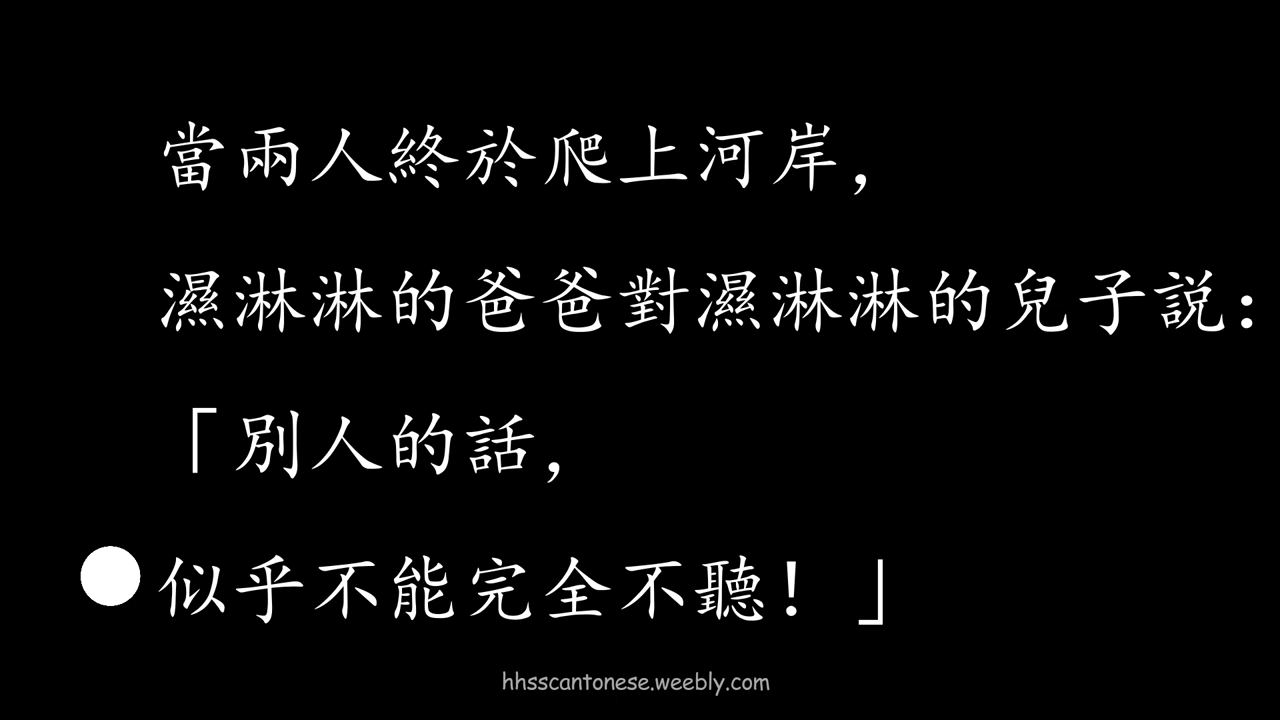 當兩人終於爬上河岸，
濕淋淋的爸爸對濕淋淋的兒子説：
「別人的話，
似乎不能完全不聽！」
hhsscantonese.weebly.com